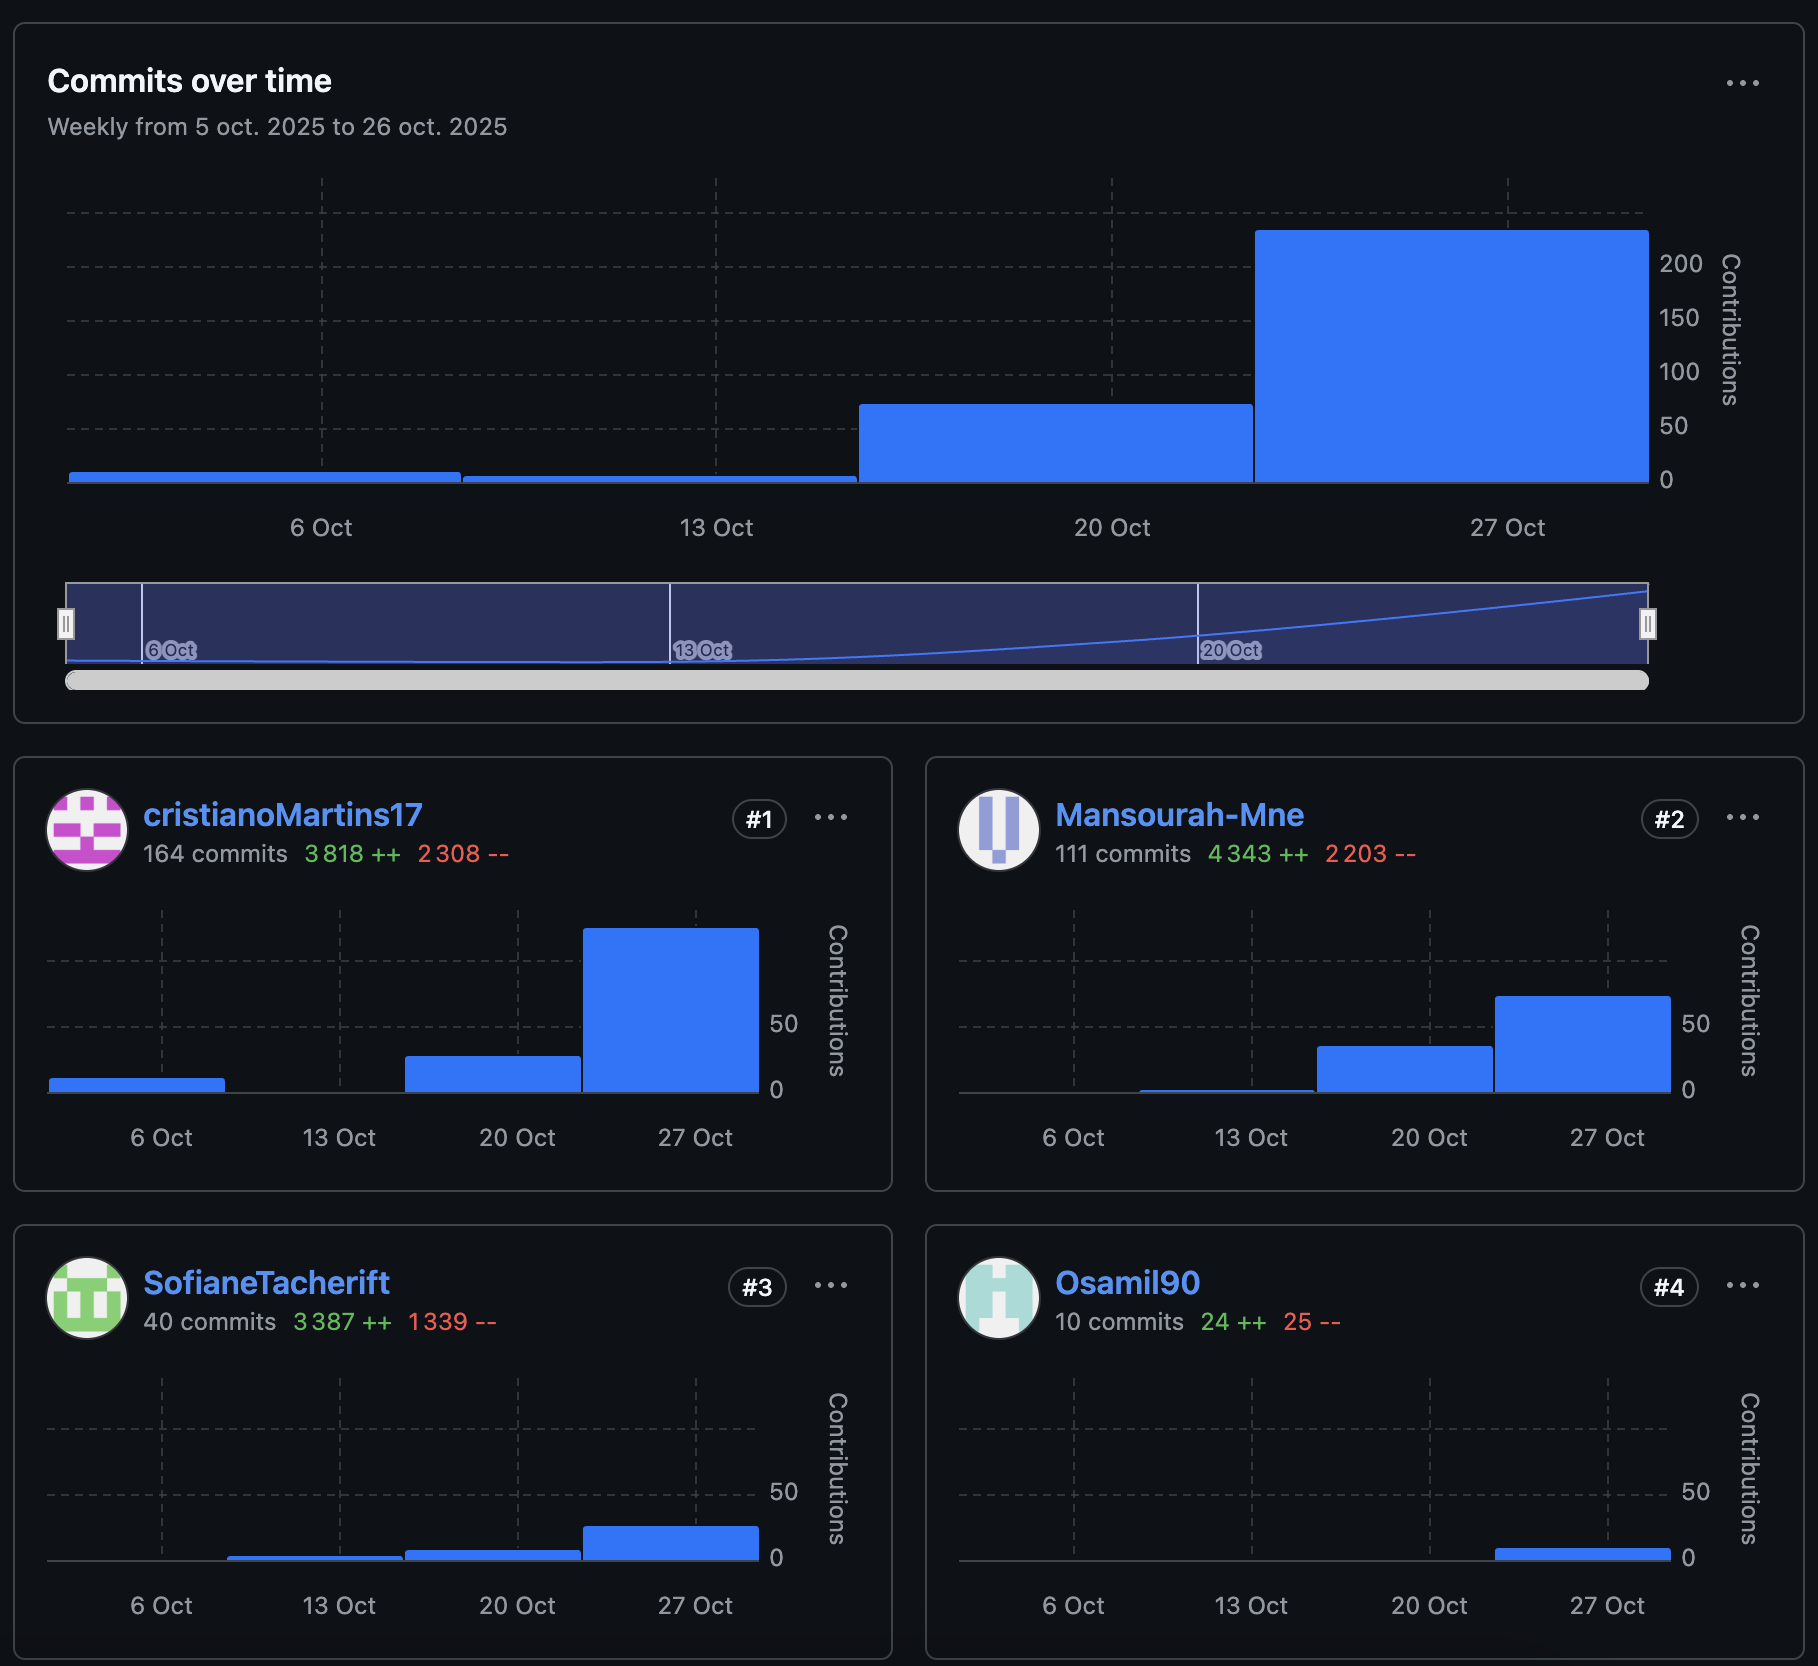 Commits over time
Weekly from 5 oct. 2025 to 26 oct. 2025
200
150
100
50
0
Contributions
6 Oct 13 Oct 20 Oct 27 Oct
6 Oct 13 Oct 20 Oct
cristianoMartins17 #1
164 commits 3 818 ++ 2 308 --
50
0
Contributions
6 Oct 13 Oct 20 Oct 27 Oct
Mansourah-Mne #2
111 commits 4 343 ++ 2 203 --
50
0
Contributions
6 Oct 13 Oct 20 Oct 27 Oct
SofianeTacherift #3
40 commits 3 387 ++ 1 339 --
50
0
Contributions
6 Oct 13 Oct 20 Oct 27 Oct
Osamil90 #4
10 commits 24 ++ 25 --
50
0
Contributions
6 Oct 13 Oct 20 Oct 27 Oct